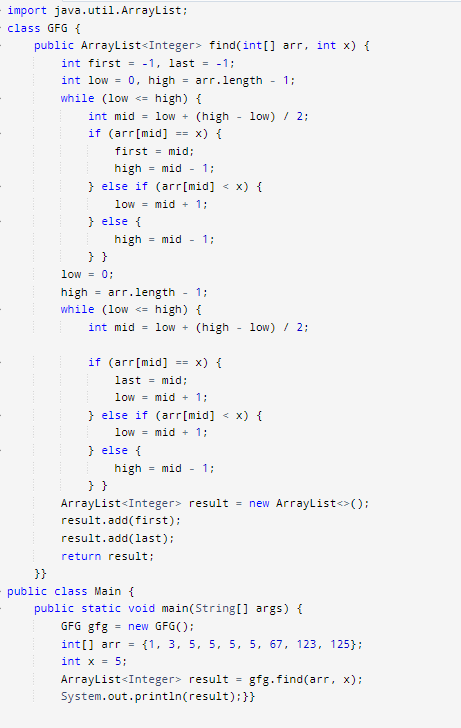 import java.util.ArrayList;
class GFG {
    public ArrayList<Integer> find(int[] arr, int x) {
        int first = -1, last = -1;
        int low = 0, high = arr.length - 1;
        while (low <= high) {
            int mid = low + (high - low) / 2;
            if (arr[mid] == x) {
                first = mid;
                high = mid - 1;
            } else if (arr[mid] < x) {
                low = mid + 1;
            } else {
                high = mid - 1;
            } }
        low = 0;
        high = arr.length - 1;
        while (low <= high) {
            int mid = low + (high - low) / 2;

            if (arr[mid] == x) {
                last = mid;
                low = mid + 1;
            } else if (arr[mid] < x) {
                low = mid + 1;
            } else {
                high = mid - 1;
            } }
        ArrayList<Integer> result = new ArrayList<>();
        result.add(first);
        result.add(last);
        return result;
    }}
public class Main {
    public static void main(String[] args) {
        GFG gfg = new GFG();
        int[] arr = {1, 3, 5, 5, 5, 5, 67, 123, 125};
        int x = 5;
        ArrayList<Integer> result = gfg.find(arr, x);
        System.out.println(result);}}